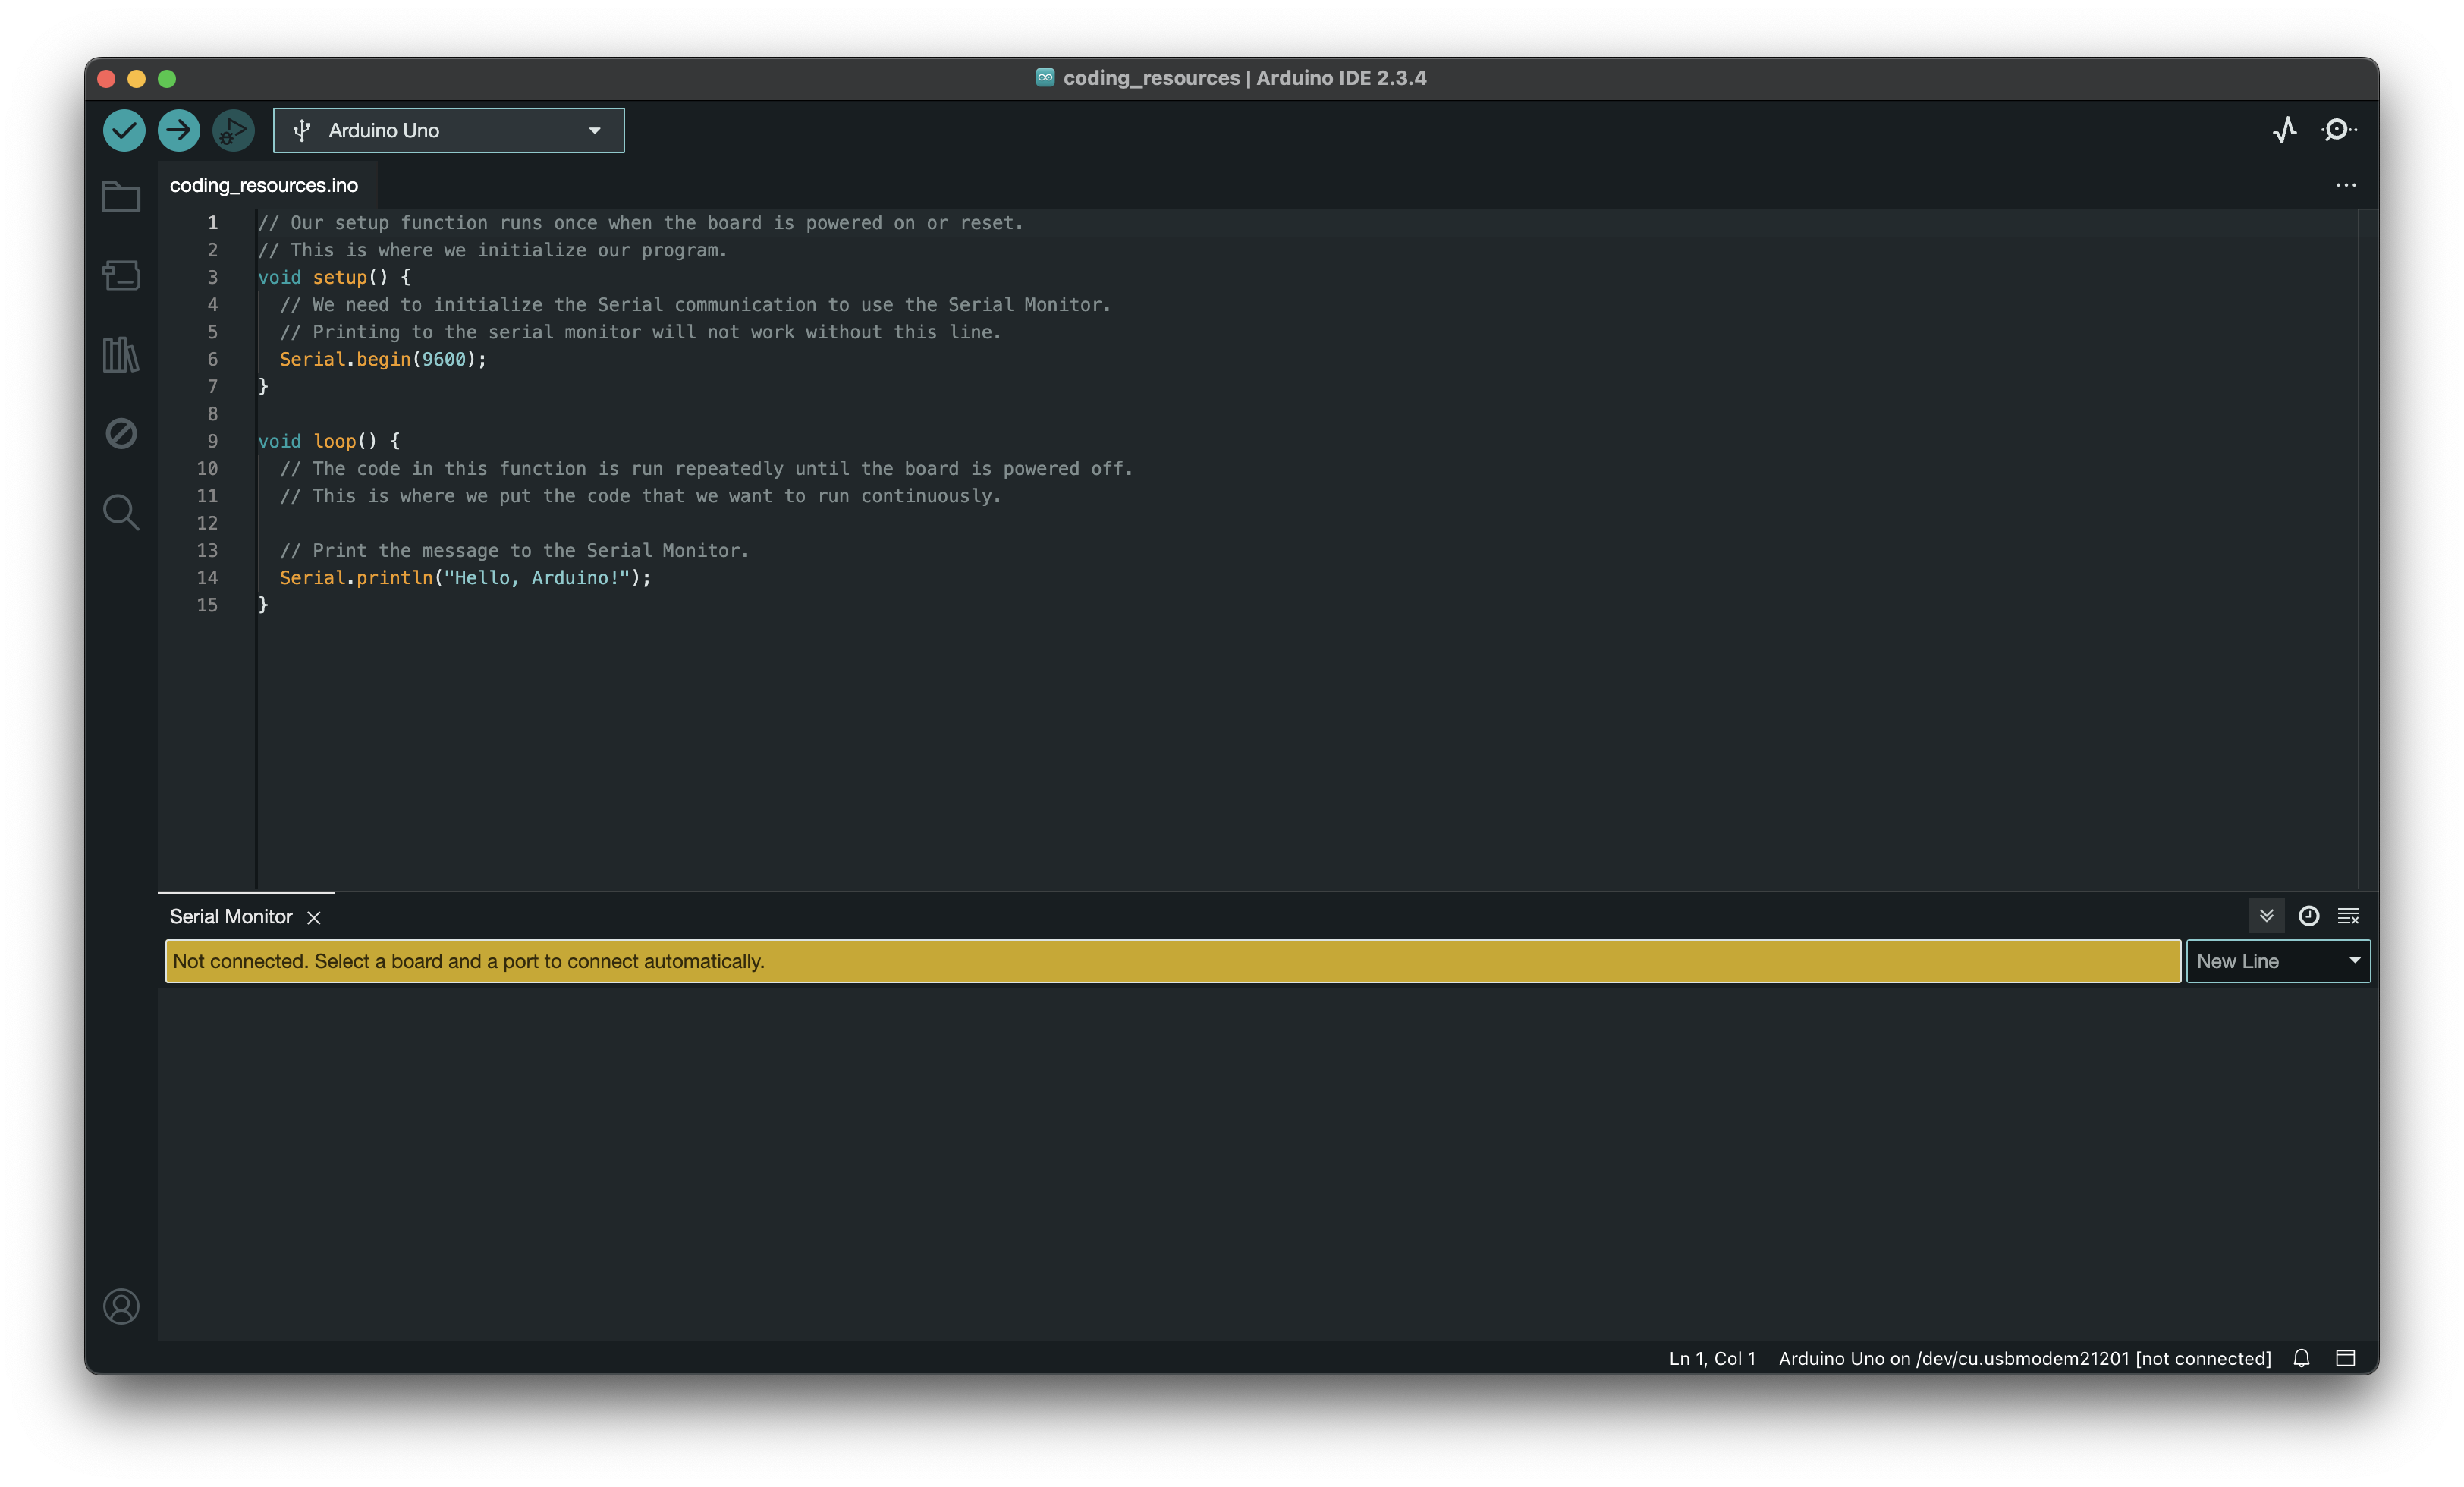 coding_resources | Arduino IDE 2.3.4
Arduino Uno
coding_resources.ino
1 // Our setup function runs once when the board is powered on or reset.
2 // This is where we initialize our program.
3 void setup() {
4   // We need to initialize the Serial communication to use the Serial Monitor.
5   // Printing to the serial monitor will not work without this line.
6   Serial.begin(9600);
7 }
8
9 void loop() {
10   // The code in this function is run repeatedly until the board is powered off.
11   // This is where we put the code that we want to run continuously.
12
13   // Print the message to the Serial Monitor.
14   Serial.println("Hello, Arduino!");
15 }
Serial Monitor
Not connected. Select a board and a port to connect automatically.
New Line
Ln 1, Col 1 Arduino Uno on /dev/cu.usbmodem21201 [not connected]